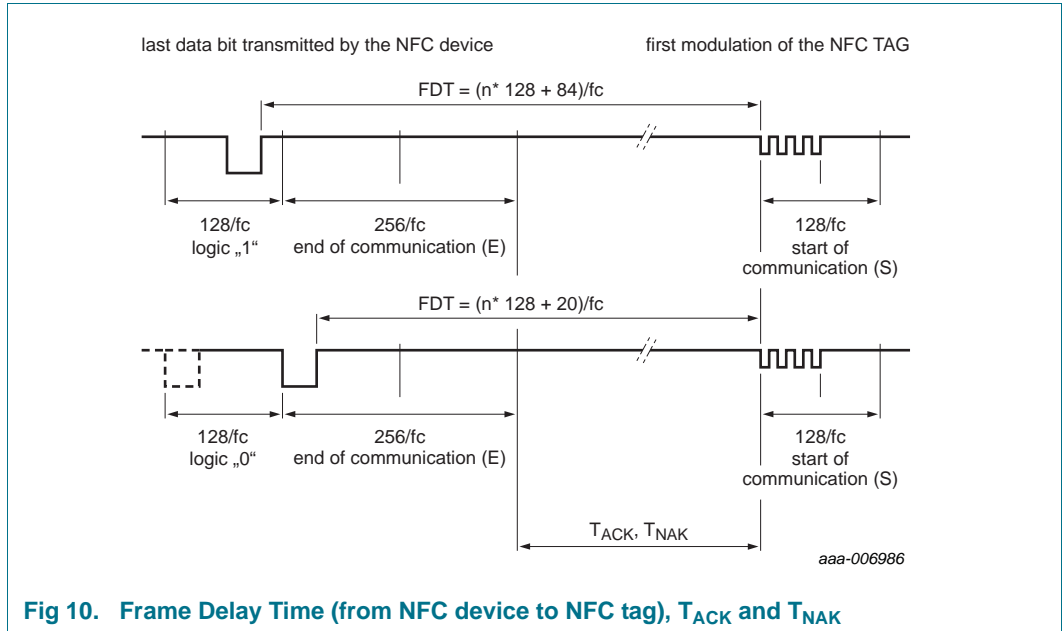 last data bit transmitted by the NFC device
first modulation of the NFC TAG
FDT = (n* 128 + 84)/fc
128/fc
logic „1“
256/fc
end of communication (E)
128/fc
start of
communication (S)
FDT = (n* 128 + 20)/fc
128/fc
logic „0“
256/fc
end of communication (E)
128/fc
start of
communication (S)
TACK, TNAK
aaa-006986
Fig 10. Frame Delay Time (from NFC device to NFC tag), TACK and TNAK